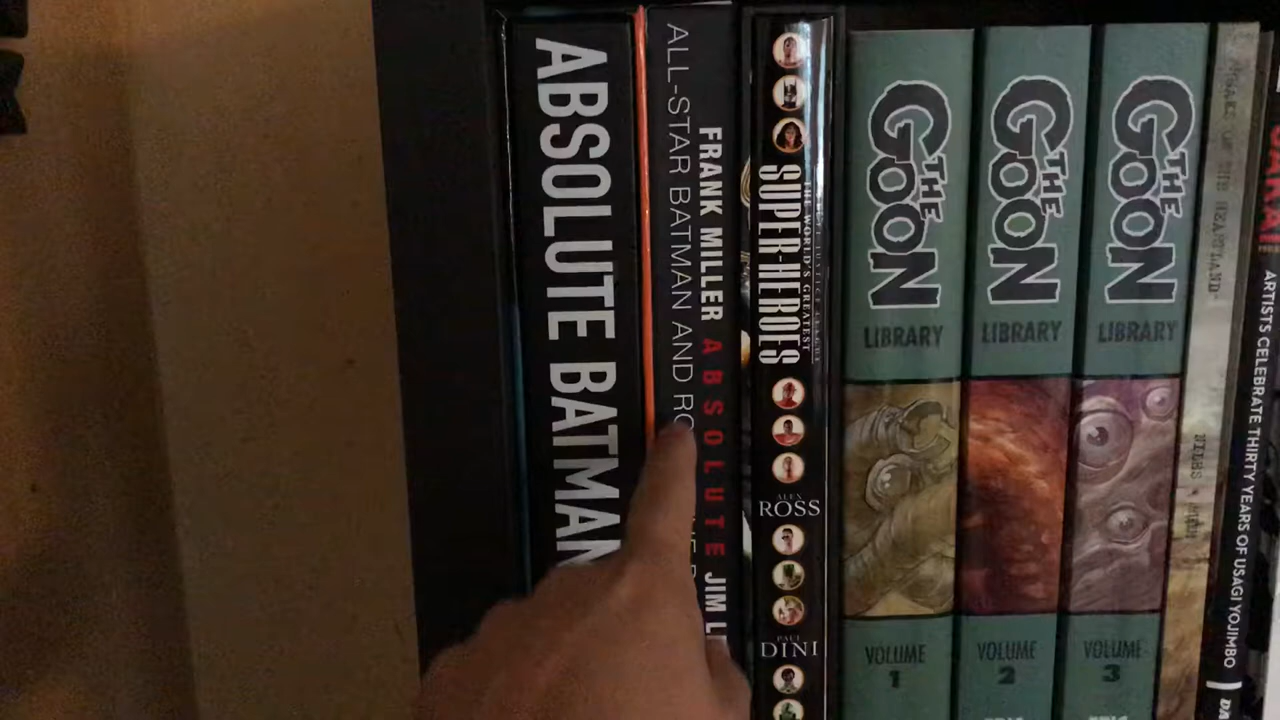 ABSOLUTE BATMAN
ALL-STAR BATMAN AND
FRANK MILLER ABSOLUTE JIM
THE WORLD'S GREATEST
SUPER-HEROES
ALEX
ROSS
PAUL
DINI
THE
GOON
LIBRARY
VOLUME
1
THE
GOON
LIBRARY
VOLUME
2
THE
GOON
LIBRARY
VOLUME
3
ARTISTS CELEBRATE THIRTY YEARS OF USAGI YOJIMBO